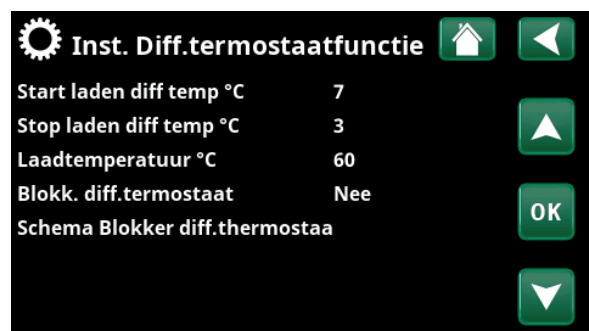 Inst. Diff.termostaatfunctie
Start laden diff temp °C 7
Stop laden diff temp °C 3
Laadtemperatuur °C 60
Blokk. diff.termostaat Nee
Schema Blokker diff.thermostaa
OK